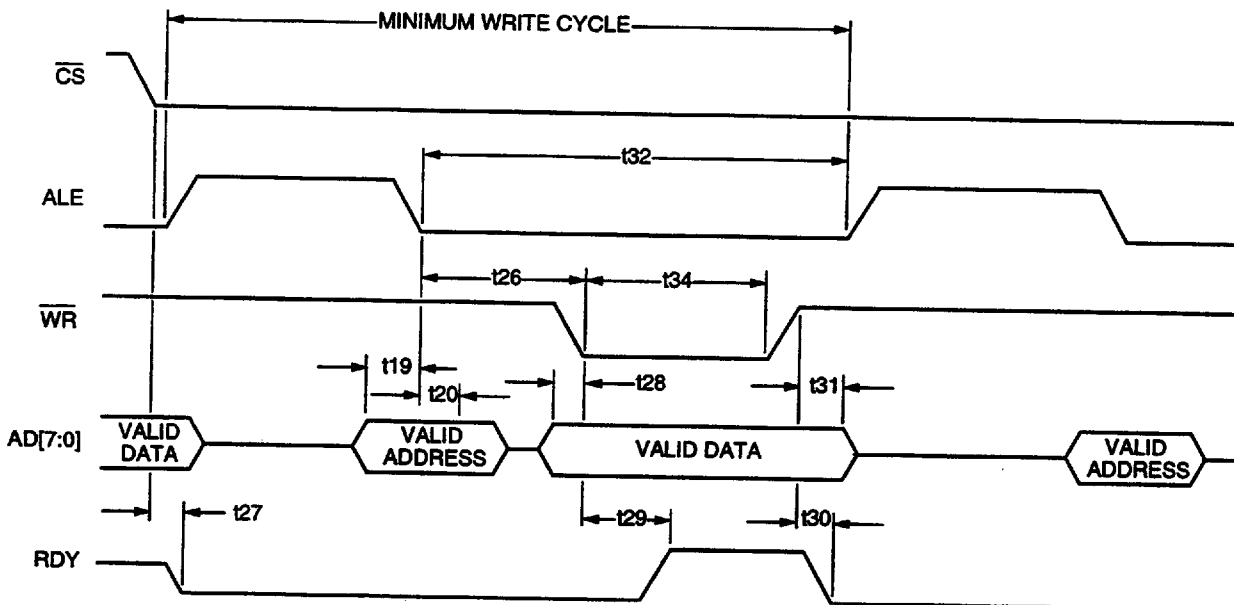 MINIMUM WRITE CYCLE
CS
t32
ALE
t26
t34
WR
t19
t20
t28
t31
AD[7:0]
VALID
DATA
VALID
ADDRESS
VALID DATA
VALID
ADDRESS
t27
t29
t30
RDY